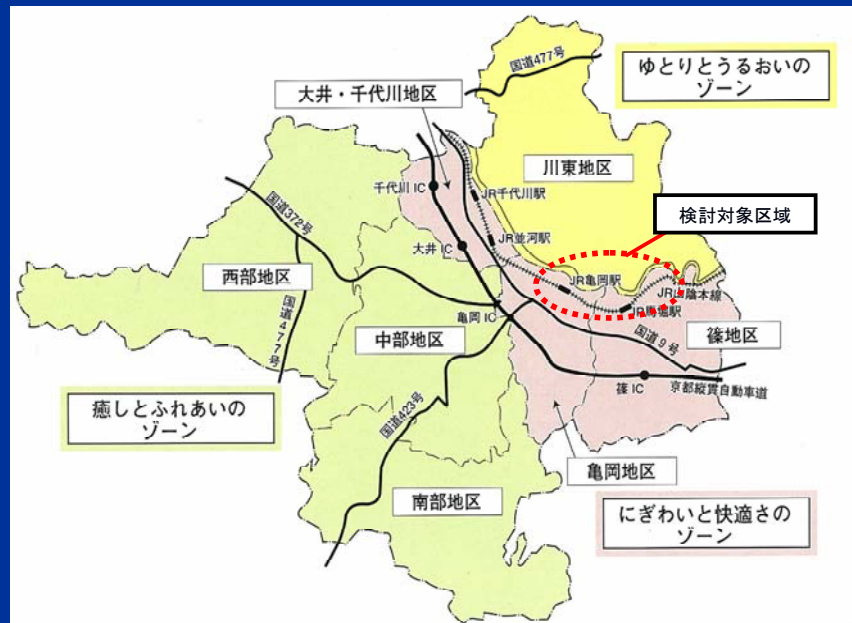 国道477号
ゆとりとうるおいの
ゾーン
大井・千代川地区
川東地区
千代川 IC
JR千代川駅
検討対象区域
国道372号
大井 IC
JR並河駅
西部地区
JR亀岡駅
JR山陰本線
国道477号
亀岡 IC
JR馬堀駅
中部地区
国道9号
篠地区
癒しとふれあいの
ゾーン
国道423号
篠 IC
京都縦貫自動車道
亀岡地区
南部地区
にぎわいと快適さの
ゾーン